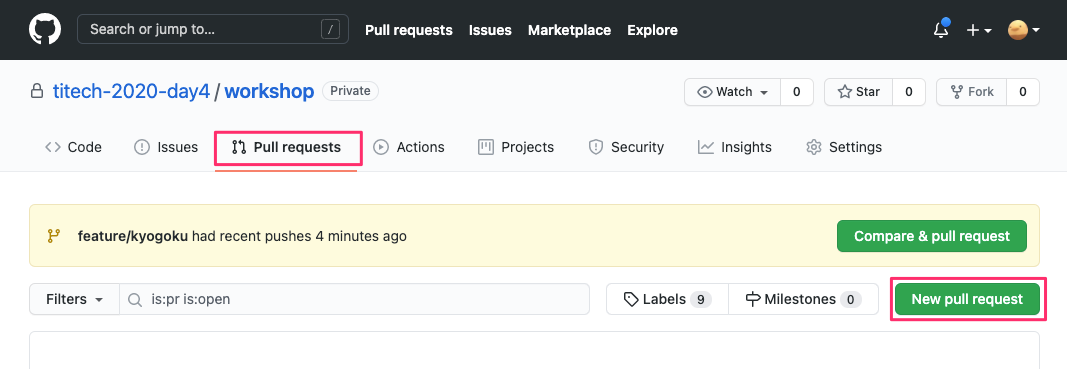 Search or jump to... / Pull requests Issues Marketplace Explore
titech-2020-day4 / workshop Private Watch 0 Star 0 Fork 0
Code Issues Pull requests Actions Projects Security Insights Settings
feature/kyogoku had recent pushes 4 minutes ago Compare & pull request
Filters is:pr is:open Labels 9 Milestones 0 New pull request